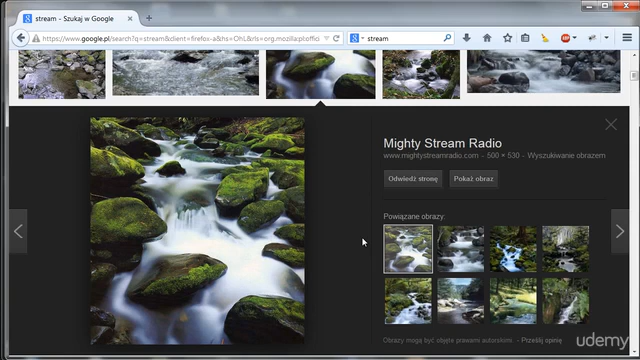 stream - Szukaj w Google
https://www.google.pl/search?q=stream&client=firefox-a&hs=OhL&rls=org.mozilla:pl:offici
stream
Mighty Stream Radio
www.mightystreamradio.com - 500 × 530 - Wyszukiwanie obrazem
Odwiedź stronę
Pokaż obraz
Powiązane obrazy:
Obrazy mogą być objęte prawami autorskimi. - Prześlij opinię
udemy